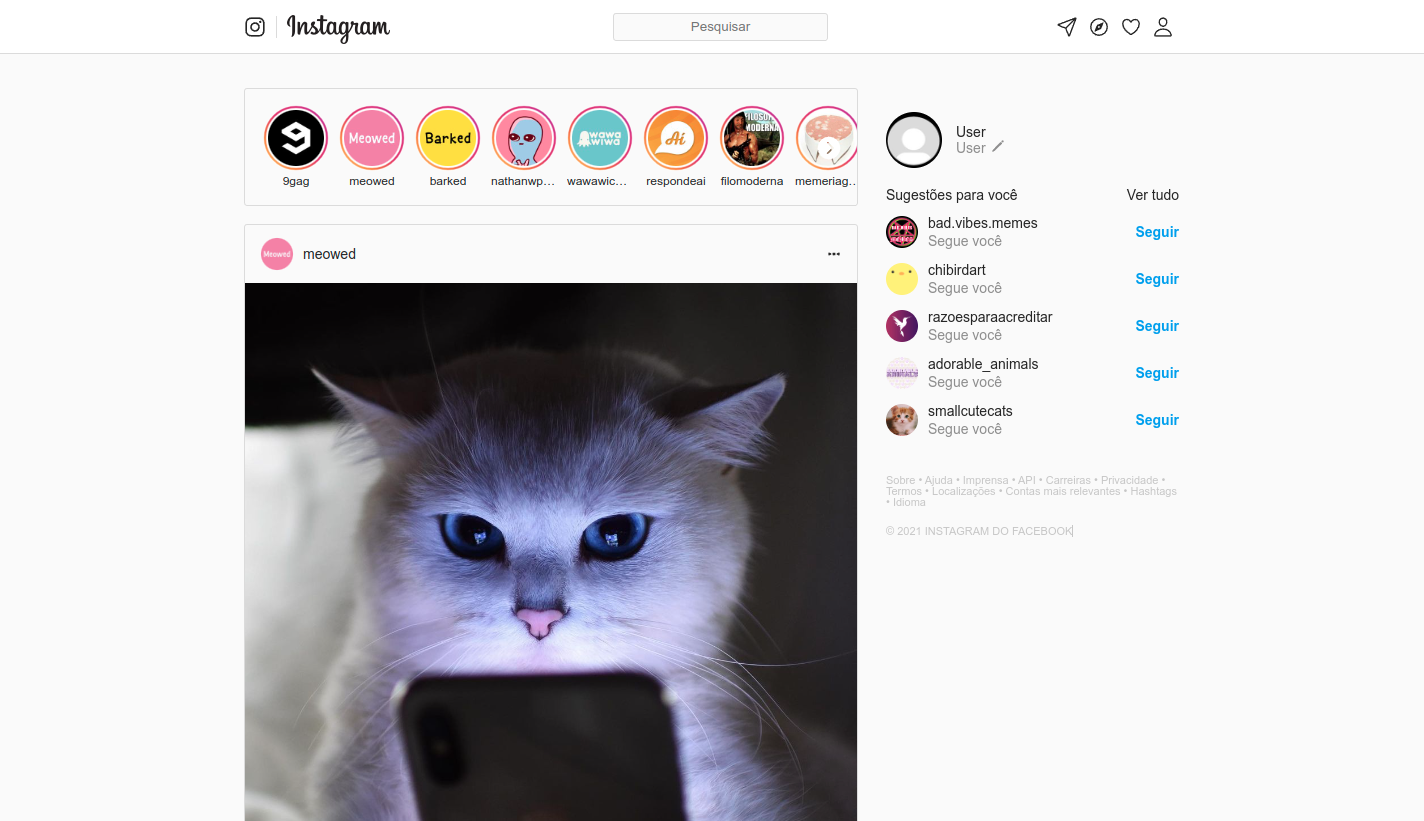 Instagram
Pesquisar
Meowed
Barked
wawa
wiwa
Ai
FILOSOF
MODERNA
9gag
meowed
barked
nathanwp…
wawawic…
respondeai
filomoderna
memeriag…
User
User
Sugestões para você
Ver tudo
bad.vibes.memes
Segue você
Seguir
chibirdart
Segue você
Seguir
razoesparaacreditar
Segue você
Seguir
adorable_animals
Segue você
Seguir
smallcutecats
Segue você
Seguir
Sobre • Ajuda • Imprensa • API • Carreiras • Privacidade •
Termos • Localizações • Contas mais relevantes • Hashtags
• Idioma
© 2021 INSTAGRAM DO FACEBOOK
Meowed
meowed